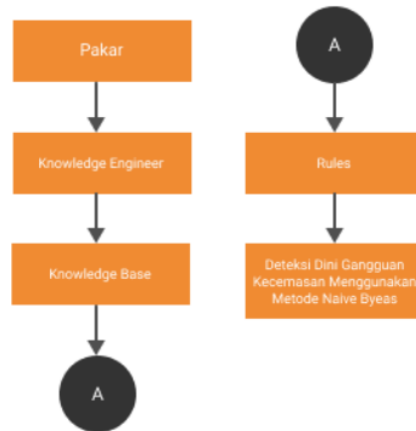 Pakar
Knowledge Engineer
Knowledge Base
A
A
Rules
Deteksi Dini Gangguan
Kecemasan Menggunakan
Metode Naive Byeas